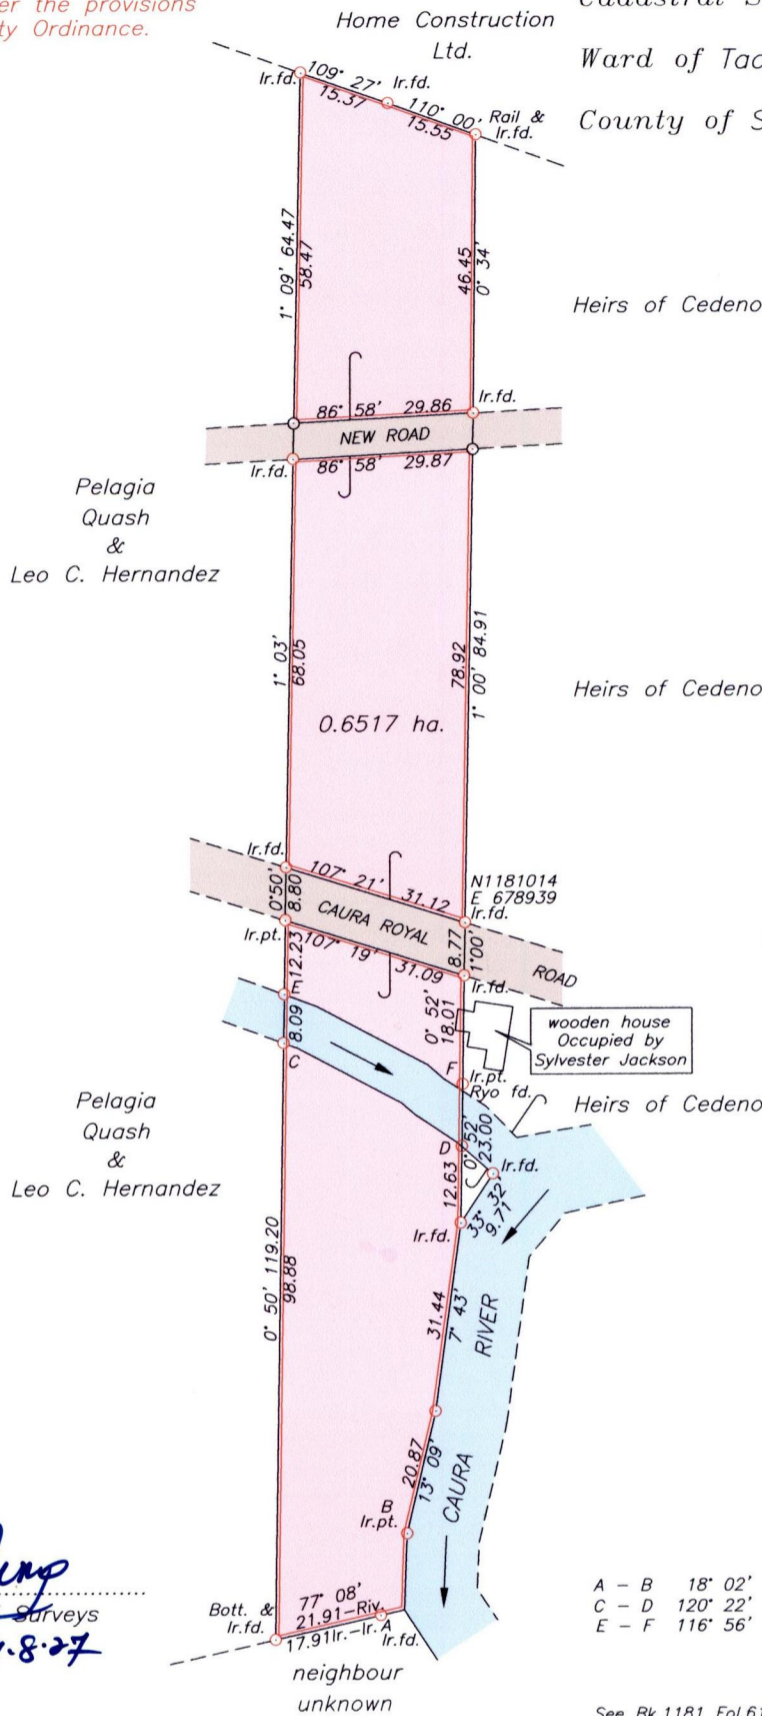 er the provisions
ty Ordinance.
Home Construction
Ltd.
Cadastral S
Ward of Tac
County of S
Ir.fd.
109° 27'
15.37
Ir.fd.
110° 00'
15.55
Rail &
Ir.fd.
1° 09' 64.47
58.47
46.45
0° 34'
Heirs of Cedeno
86° 58' 29.86
Ir.fd.
NEW ROAD
Ir.fd.
86° 58' 29.87
Pelagia
Quash
&
Leo C. Hernandez
1° 03'
68.05
78.92
1° 00' 84.91
Heirs of Cedeno
0.6517 ha.
Ir.fd.
107° 21' 31.12
N1181014
E 678939
Ir.fd.
0°50'
8.80
CAURA ROYAL
ROAD
8.77
1°00'
Ir.pt.
107° 19' 31.09
Ir.fd.
12.23
E
8.09
C
0° 52'
18.01
wooden house
Occupied by
Sylvester Jackson
F
Ir.pt.
Ryo fd.
Heirs of Cedeno
D
0° 52'
23.00
Ir.fd.
12.63
33° 32'
9.71
Ir.fd.
Pelagia
Quash
&
Leo C. Hernandez
0° 50' 119.20
98.88
31.44
7° 43'
RIVER
20.87
13° 09'
CAURA
B
Ir.pt.
Surveys
.8.27
Bott. &
Ir.fd.
77° 08'
21.91-Riv.
17.91Ir.-Ir.
A
Ir.fd.
neighbour
unknown
A - B 18° 02'
C - D 120° 22'
E - F 116° 56'
See Bk.1181 Fol.61